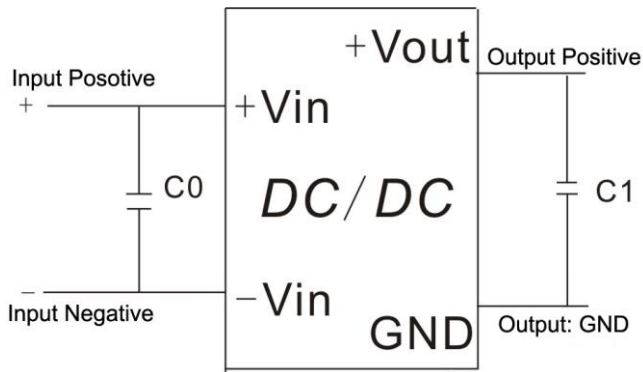 +Vout
Output Positive
Input Posotive
+
+Vin
C0
DC/DC
C1
−
−Vin
Input Negative
GND
Output: GND